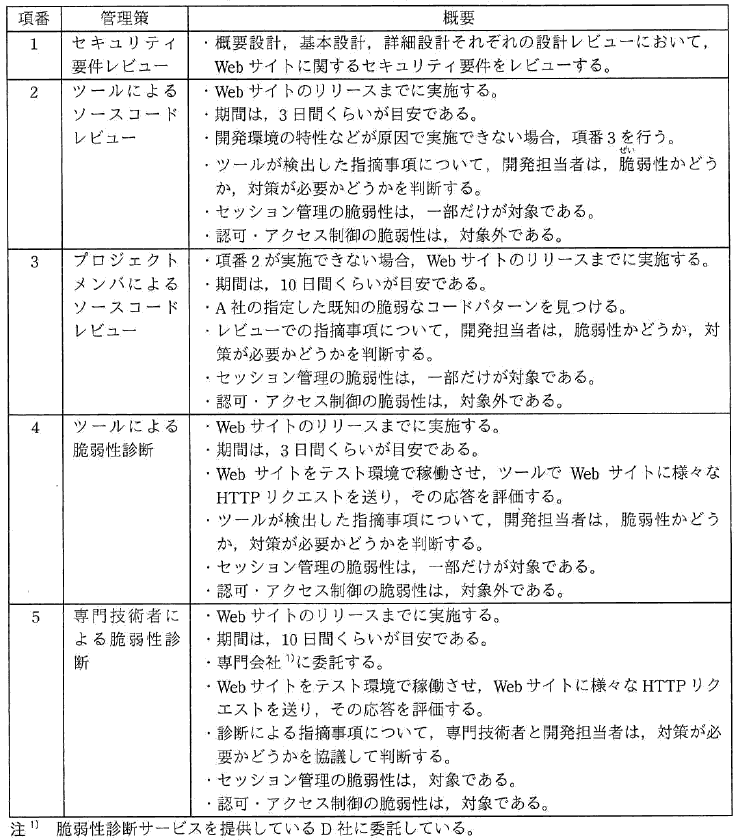 項番 管理策 概要
1 セキュリティ ・概要設計，基本設計，詳細設計それぞれの設計レビューにおいて，
要件レビュー Webサイトに関するセキュリティ要件をレビューする。
2 ツールによる ・Webサイトのリリースまでに実施する。
ソースコード ・期間は，3日間くらいが目安である。
レビュー ・開発環境の特性などが原因で実施できない場合，項番3を行う。
ぜい
・ツールが検出した指摘事項について，開発担当者は，脆弱性かどう
か，対策が必要かどうかを判断する。
・セッション管理の脆弱性は，一部だけが対象である。
・認可・アクセス制御の脆弱性は，対象外である。
3 プロジェクト ・項番2が実施できない場合，Webサイトのリリースまでに実施する。
メンバによる ・期間は，10日間くらいが目安である。
ソースコード ・A社の指定した既知の脆弱なコードパターンを見つける。
レビュー ・レビューでの指摘事項について，開発担当者は，脆弱性かどうか，対
策が必要かどうかを判断する。
・セッション管理の脆弱性は，一部だけが対象である。
・認可・アクセス制御の脆弱性は，対象外である。
4 ツールによる ・Webサイトのリリースまでに実施する。
脆弱性診断 ・期間は，3日間くらいが目安である。
・Webサイトをテスト環境で稼働させ，ツールでWebサイトに様々な
HTTPリクエストを送り，その応答を評価する。
・ツールが検出した指摘事項について，開発担当者は，脆弱性かどう
か，対策が必要かどうかを判断する。
・セッション管理の脆弱性は，一部だけが対象である。
・認可・アクセス制御の脆弱性は，対象外である。
5 専門技術者に ・Webサイトのリリースまでに実施する。
よる脆弱性診 ・期間は，10日間くらいが目安である。
断 ・専門会社1)に委託する。
・Webサイトをテスト環境で稼働させ，Webサイトに様々なHTTPリク
エストを送り，その応答を評価する。
・診断による指摘事項について，専門技術者と開発担当者は，対策が必
要かどうかを協議して判断する。
・セッション管理の脆弱性は，対象である。
・認可・アクセス制御の脆弱性は，対象である。
注1) 脆弱性診断サービスを提供しているD社に委託している。